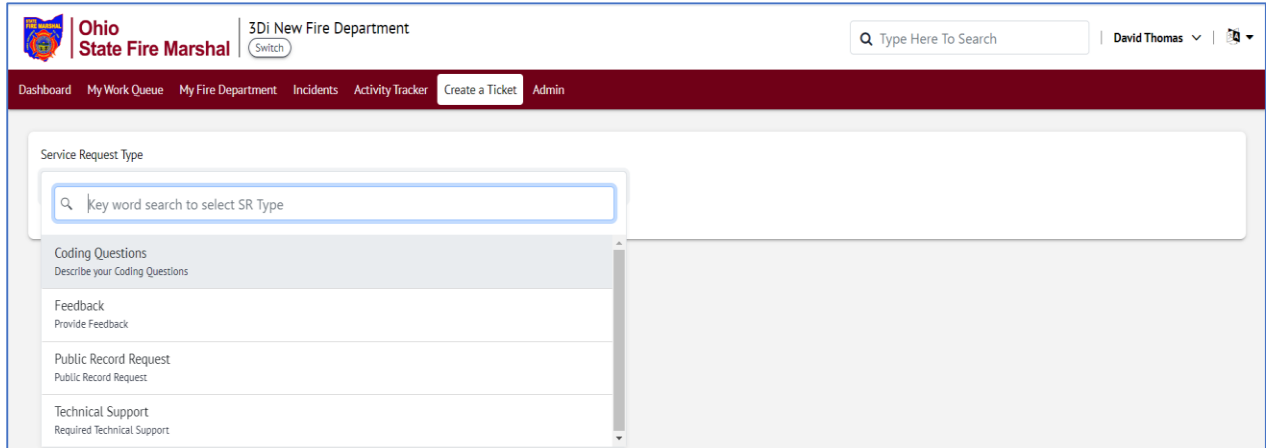 STATE
FIRE MARSHAL
Ohio
State Fire Marshal
3Di New Fire Department
Switch
Type Here To Search
David Thomas
Dashboard My Work Queue My Fire Department Incidents Activity Tracker Create a Ticket Admin
Service Request Type
Key word search to select SR Type
Coding Questions
Describe your Coding Questions
Feedback
Provide Feedback
Public Record Request
Public Record Request
Technical Support
Required Technical Support